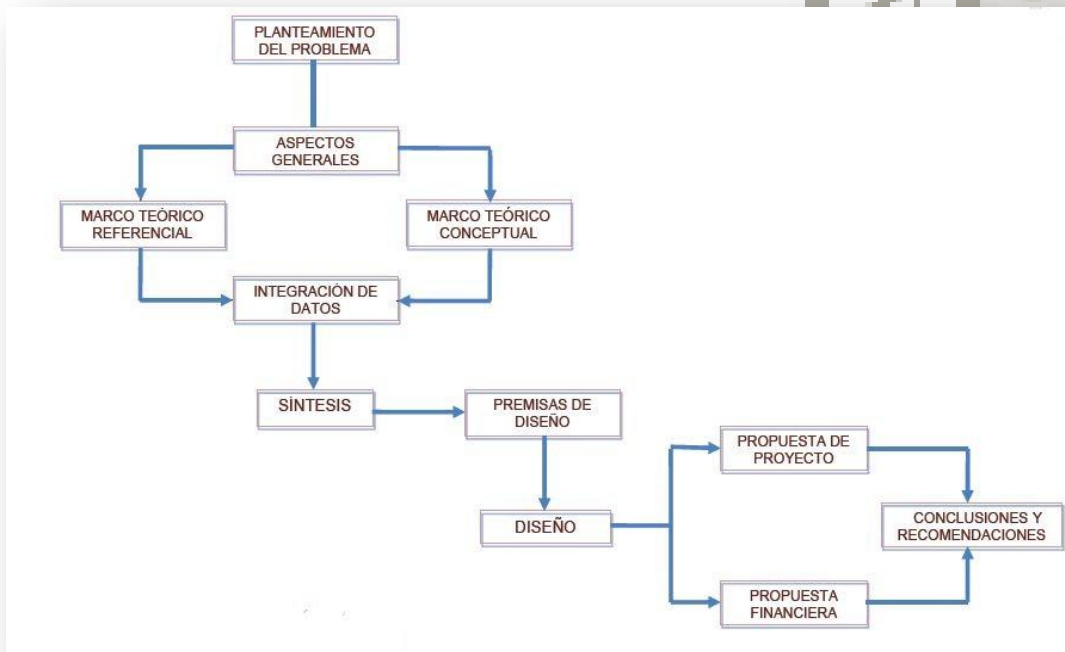 PLANTEAMIENTO
DEL PROBLEMA
ASPECTOS
GENERALES
MARCO TEÓRICO
REFERENCIAL
MARCO TEÓRICO
CONCEPTUAL
INTEGRACIÓN DE
DATOS
SÍNTESIS
PREMISAS DE
DISEÑO
DISEÑO
PROPUESTA DE
PROYECTO
PROPUESTA
FINANCIERA
CONCLUSIONES Y
RECOMENDACIONES